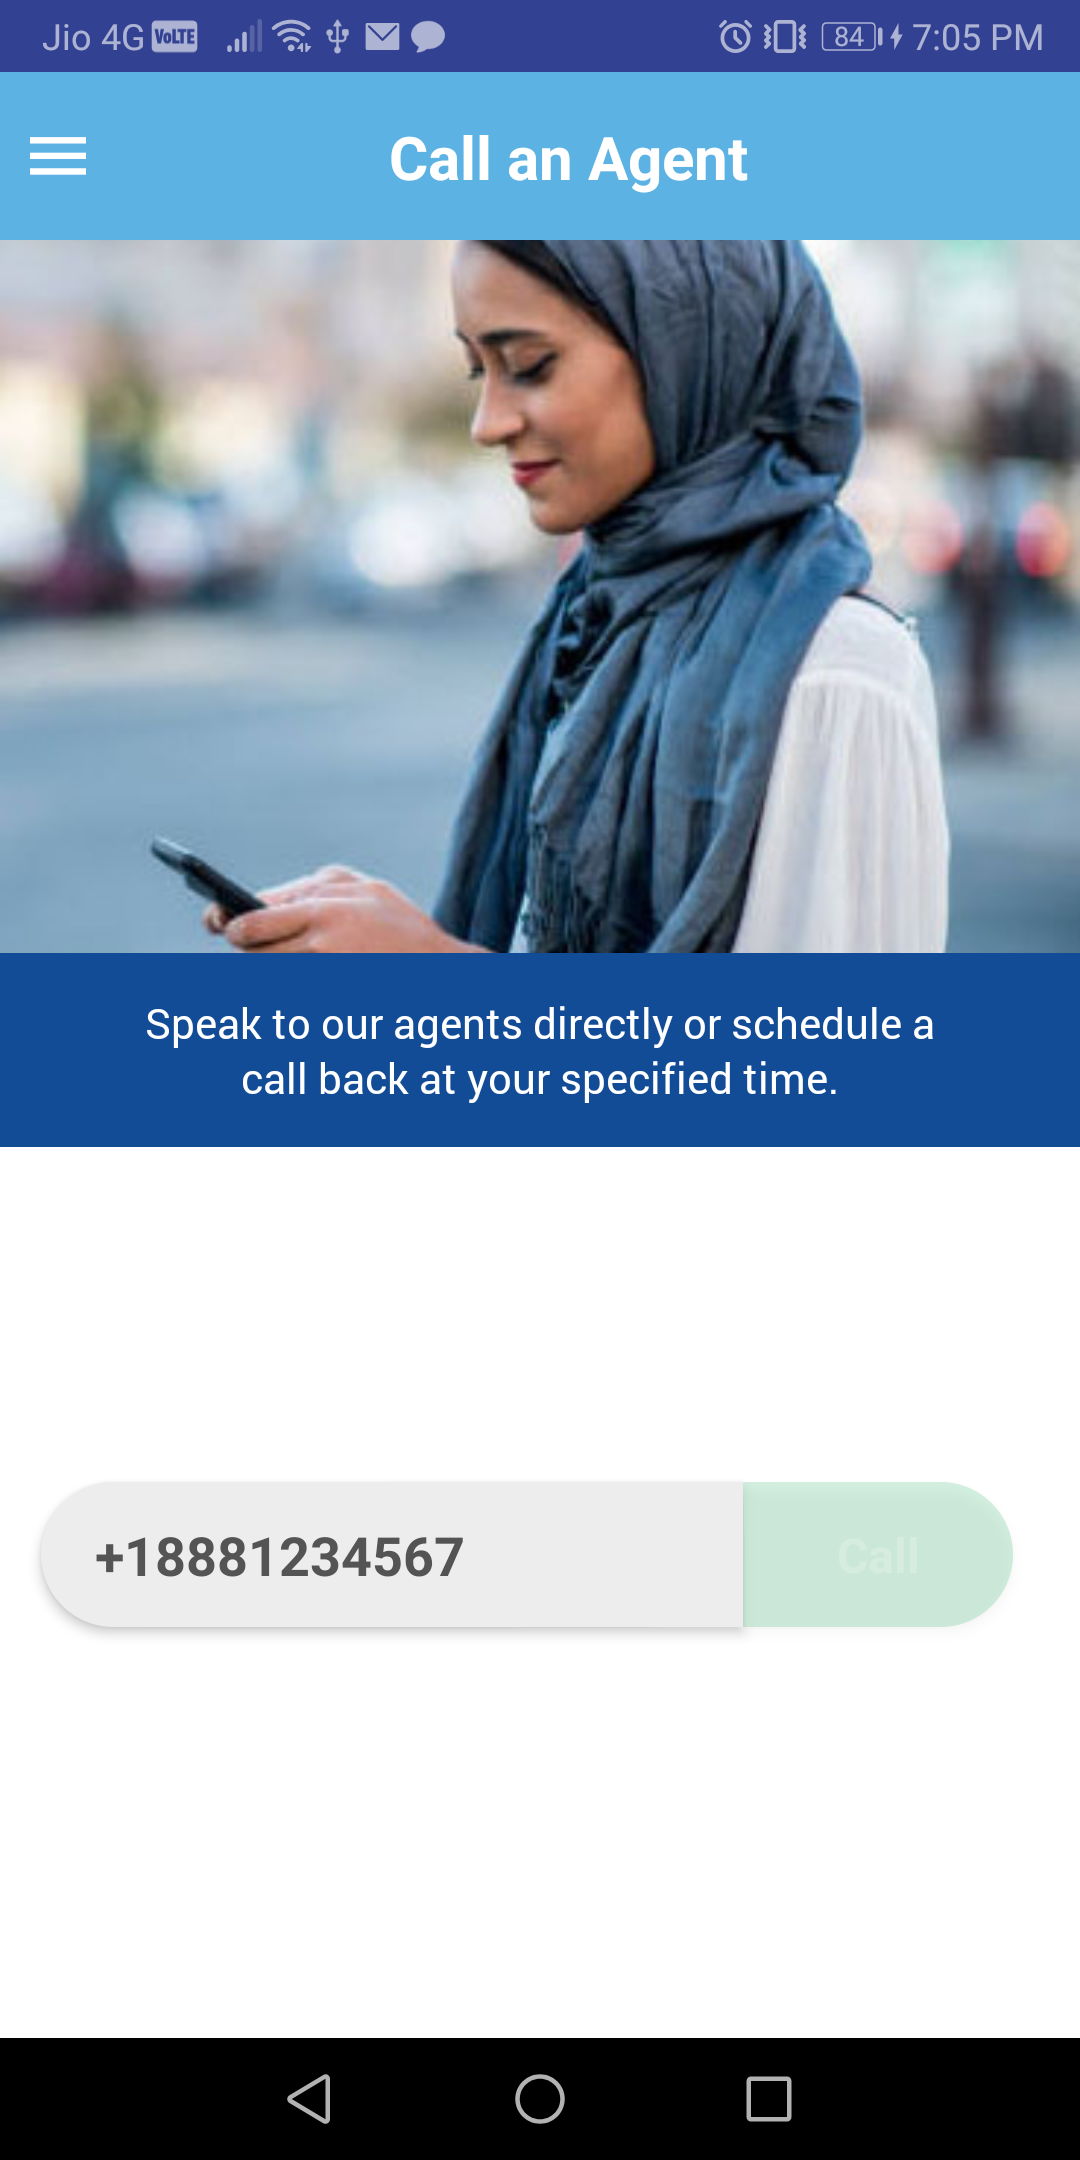 Jio 4G VoLTE 84 7:05 PM
Call an Agent
Speak to our agents directly or schedule a
call back at your specified time.
+18881234567 Call